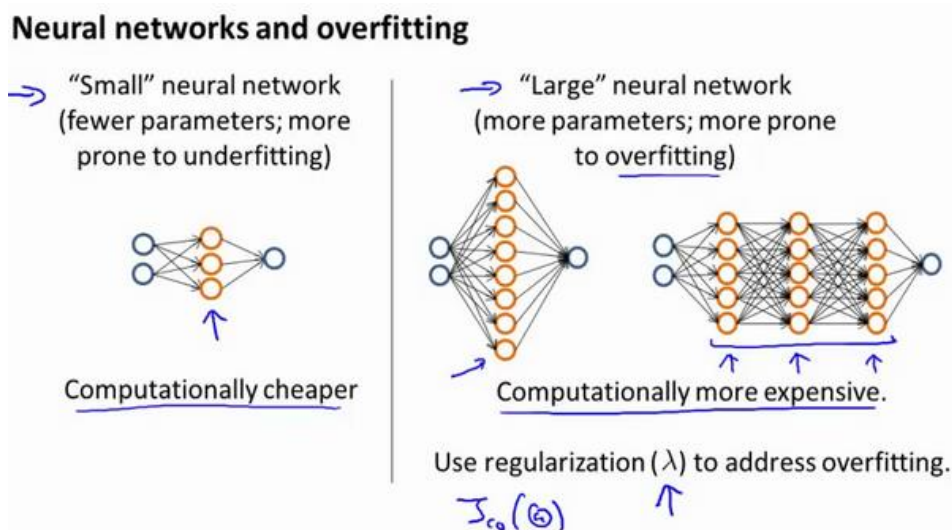 Neural networks and overfitting
“Small” neural network
(fewer parameters; more
prone to underfitting)
Computationally cheaper
“Large” neural network
(more parameters; more prone
to overfitting)
Computationally more expensive.
Use regularization (λ) to address overfitting.
J_cv(Θ)